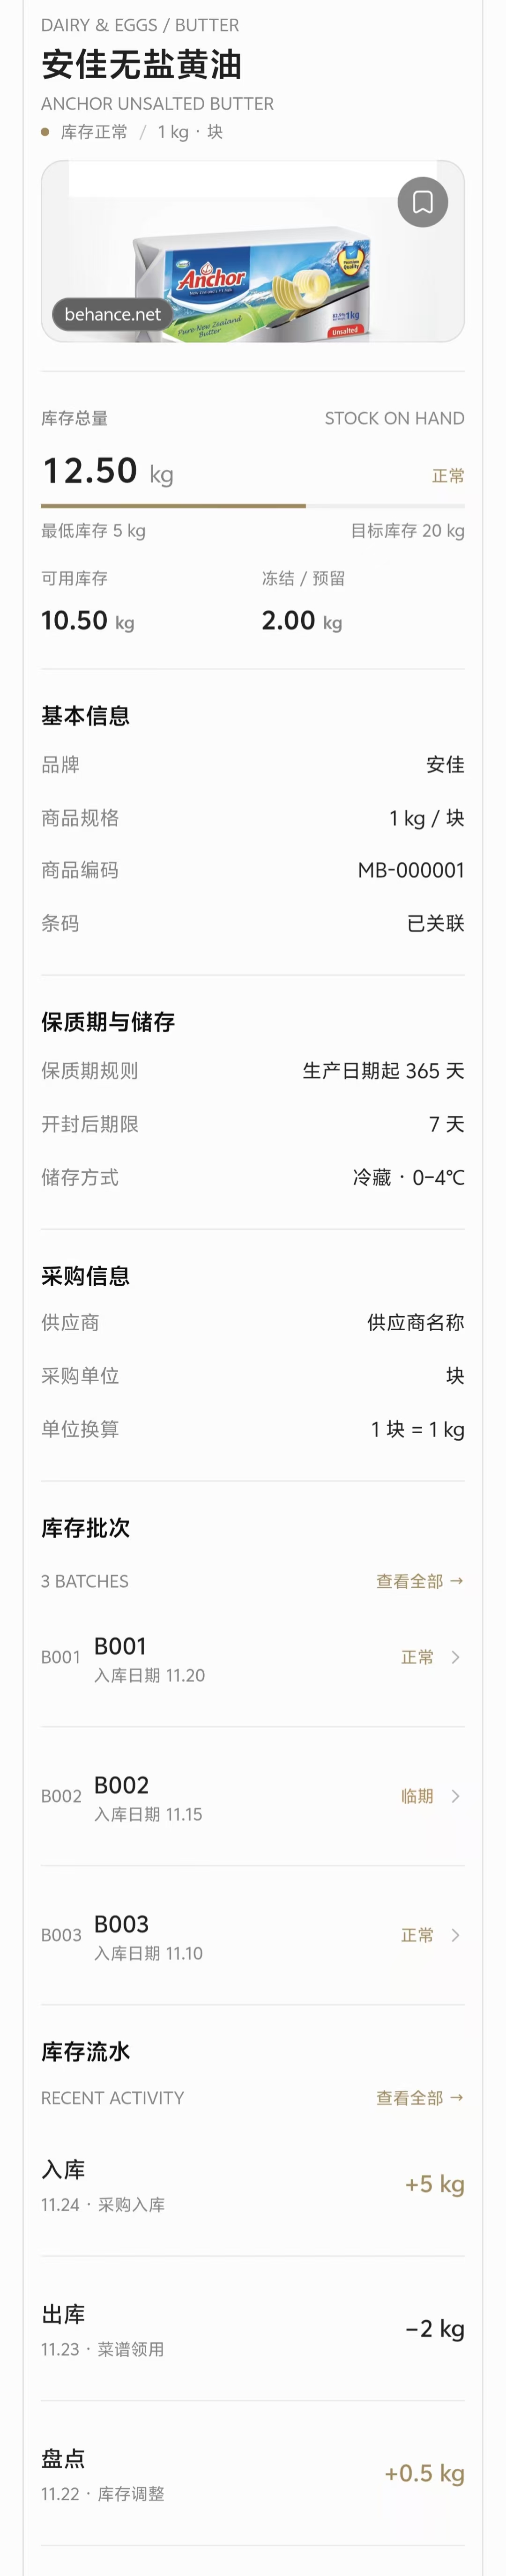 DAIRY & EGGS / BUTTER
安佳无盐黄油
ANCHOR UNSALTED BUTTER
库存正常 / 1 kg · 块
Anchor
Premium Quality
Pure New Zealand
Butter
1kg
Unsalted
behance.net
库存总量 STOCK ON HAND
12.50 kg 正常
最低库存 5 kg 目标库存 20 kg
可用库存 冻结 / 预留
10.50 kg 2.00 kg
基本信息
品牌 安佳
商品规格 1 kg / 块
商品编码 MB-000001
条码 已关联
保质期与储存
保质期规则 生产日期起 365 天
开封后期限 7 天
储存方式 冷藏 · 0–4℃
采购信息
供应商 供应商名称
采购单位 块
单位换算 1 块 = 1 kg
库存批次
3 BATCHES 查看全部 →
B001 B001 正常
入库日期 11.20
B002 B002 临期
入库日期 11.15
B003 B003 正常
入库日期 11.10
库存流水
RECENT ACTIVITY 查看全部 →
入库 +5 kg
11.24 · 采购入库
出库 −2 kg
11.23 · 菜谱领用
盘点 +0.5 kg
11.22 · 库存调整